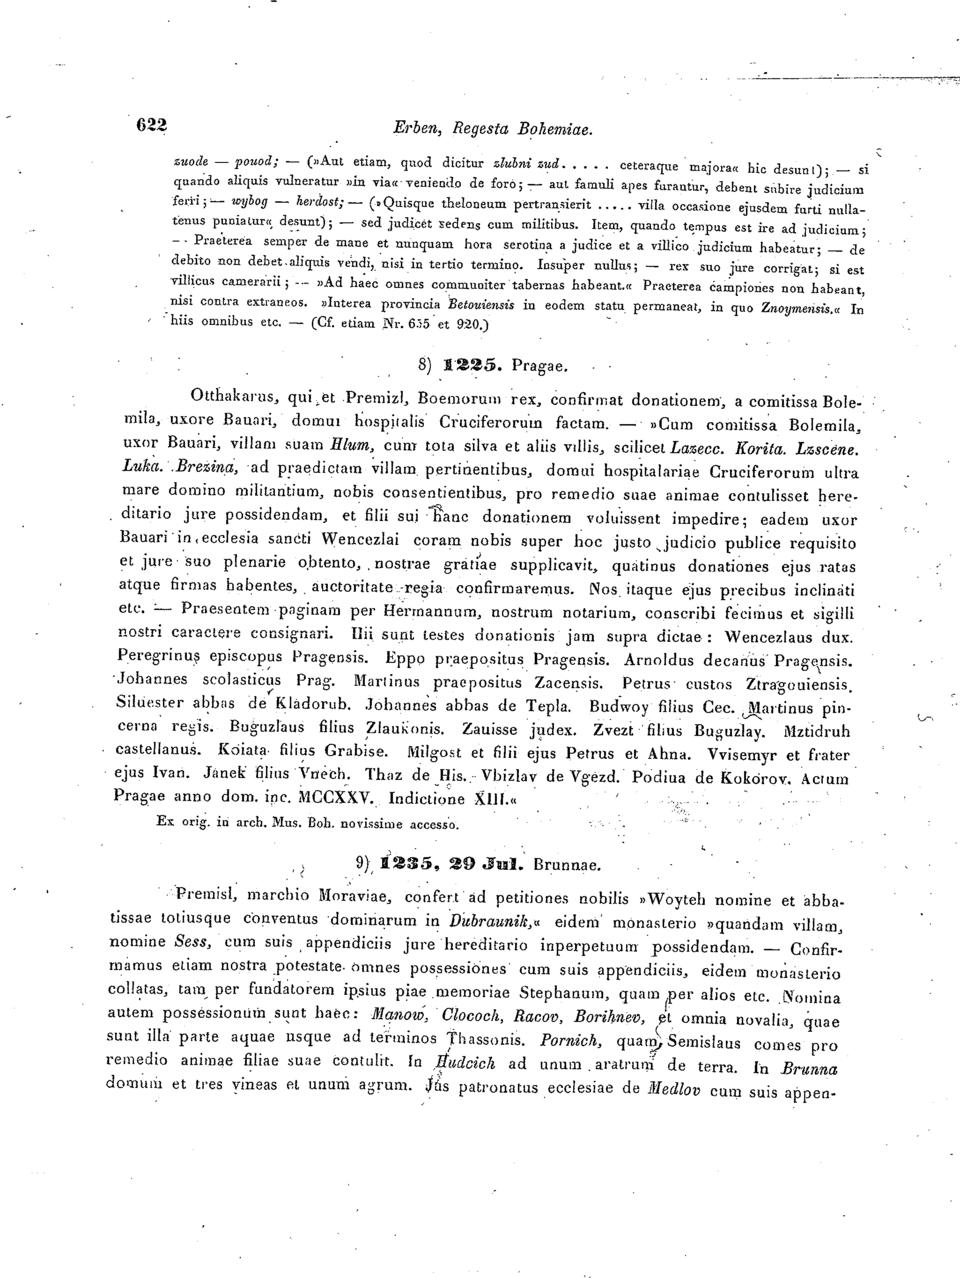 622 Erben, Regesta Bohemiae.
zuode — pouod; — (»Aut etiam, quod dicitur zlubni zud..... ceteraque majora« hic desunt); — si
quando aliquis vulneratur »in via« veniendo de foro; — aut famuli apes furantur, debent subire judicium
ferri; — wybog — herdost; — (»Quisque theloneum pertransierit ..... villa occasione ejusdem furti nulla-
tenus puniatur« desunt); — sed judicet sedens cum militibus. Item, quando tempus est ire ad judicium;
— Praeterea semper de mane et nunquam hora serotina a judice et a villico judicium habeatur; — de
debito non debet aliquis vendi, nisi in tertio termino. Insuper nullus; — rex suo jure corrigat; si est
villicus camerarii; — »Ad haec omnes communiter tabernas habeant.« Praeterea campiones non habeant,
nisi contra extraneos. »Interea provincia Betouiensis in eodem statu permaneat, in quo Znoymensis.« In
hiis omnibus etc. — (Cf. etiam Nr. 655 et 920.)
8) 1225. Pragae.
Otthakarus, qui et Premizl, Boemorum rex, confirmat donationem, a comitissa Bole-
mila, uxore Bauari, domui hospitalis Cruciferorum factam. — »Cum comitissa Bolemila,
uxor Bauari, villam suam Hlum, cum tota silva et aliis villis, scilicet Lazecc. Korita. Lzscene.
Luka. Brezina, ad praedictam villam pertinentibus, domui hospitalariae Cruciferorum ultra
mare domino militantium, nobis consentientibus, pro remedio suae animae contulisset here-
ditario jure possidendam, et filii sui hanc donationem voluissent impedire; eadem uxor
Bauari in ecclesia sancti Wencezlai coram nobis super hoc justo judicio publice requisito
et jure suo plenarie obtento, nostrae gratiae supplicavit, quatinus donationes ejus ratas
atque firmas habentes, auctoritate regia confirmaremus. Nos itaque ejus precibus inclinati
etc. — Praesentem paginam per Hermannum, nostrum notarium, conscribi fecimus et sigilli
nostri caractere consignari. Hii sunt testes donationis jam supra dictae: Wencezlaus dux.
Peregrinus episcopus Pragensis. Eppo praepositus Pragensis. Arnoldus decanus Pragensis.
Johannes scolasticus Prag. Martinus praepositus Zacensis. Petrus custos Ztragouiensis.
Siluester abbas de Kladorub. Johannes abbas de Tepla. Budwoy filius Cec. Martinus pin-
cerna regis. Buguzlaus filius Zlaukonis. Zauisse judex. Zvezt filius Buguzlay. Mztidruh
castellanus. Koiata filius Grabise. Milgost et filii ejus Petrus et Ahna. Vvisemyr et frater
ejus Ivan. Janek filius Vnech. Thaz de His. Vbizlav de Vgezd. Podiua de Kokorov. Actum
Pragae anno dom. inc. MCCXXV. Indictione XIII.«
Ex orig. in arch. Mus. Boh. novissime accesso.
9) 1235, 29 Jul. Brunnae.
Premisl, marchio Moraviae, confert ad petitiones nobilis »Woyteh nomine et abba-
tissae totiusque conventus dominarum in Dubraunik,« eidem monasterio »quandam villam,
nomine Sess, cum suis appendiciis jure hereditario inperpetuum possidendam. — Confir-
mamus etiam nostra potestate omnes possessiones cum suis appendiciis, eidem monasterio
collatas, tam per fundatorem ipsius piae memoriae Stephanum, quam per alios etc. Nomina
autem possessionum sunt haec: Manow, Clococh, Racov, Borihnev, et omnia novalia, quae
sunt illa parte aquae usque ad terminos Thassonis. Pornich, quam Semislaus comes pro
remedio animae filiae suae contulit. In Hudcich ad unum aratrum de terra. In Brunna
domum et tres vineas et unum agrum. Jus patronatus ecclesiae de Medlov cum suis appen-